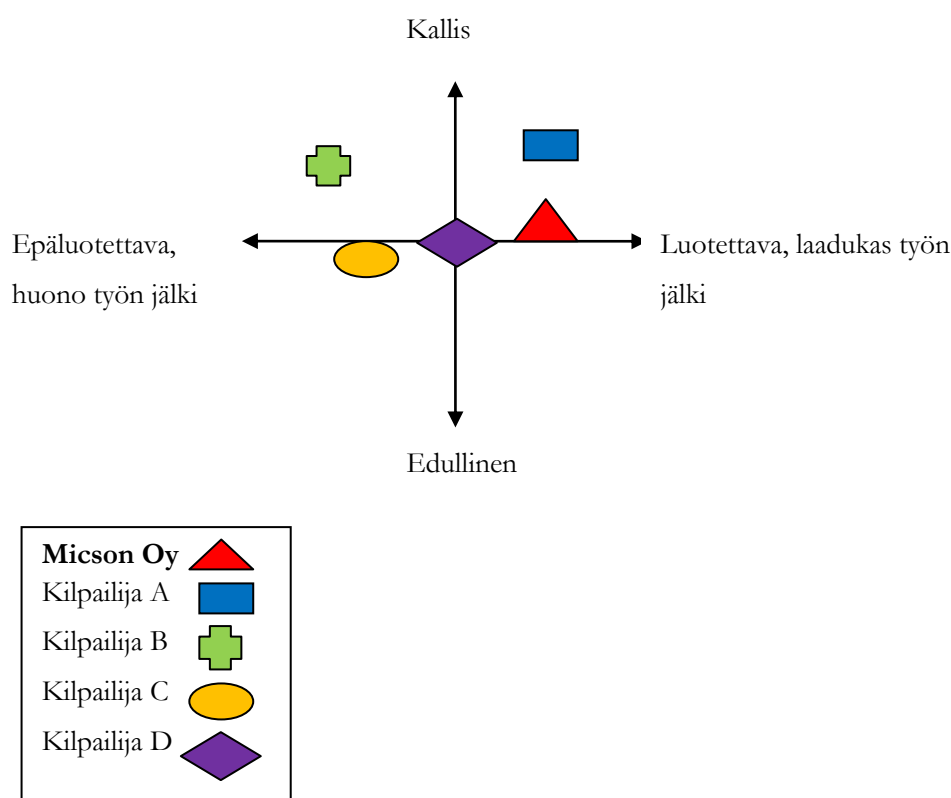 Kallis
Epäluotettava,
huono työn jälki
Luotettava, laadukas työn
jälki
Edullinen
Micson Oy
Kilpailija A
Kilpailija B
Kilpailija C
Kilpailija D